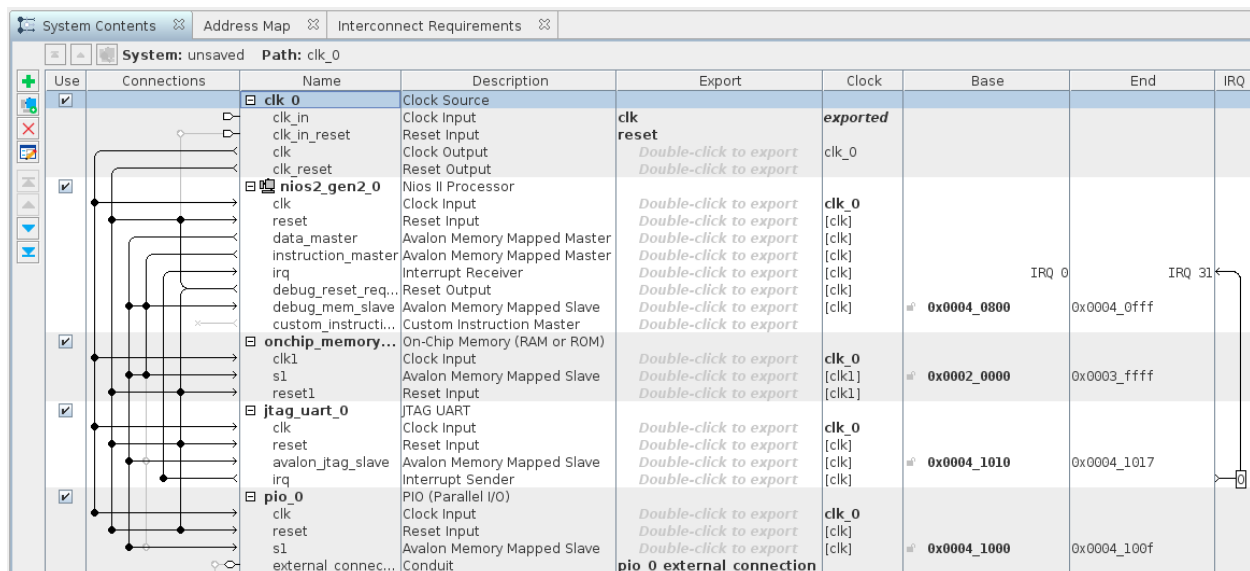 System Contents Address Map Interconnect Requirements
System: unsaved Path: clk_0
Use Connections Name Description Export Clock Base End IRQ
clk_0 Clock Source
clk_in Clock Input clk exported
clk_in_reset Reset Input reset
clk Clock Output Double-click to export clk_0
clk_reset Reset Output Double-click to export
nios2_gen2_0 Nios II Processor
clk Clock Input Double-click to export clk_0
reset Reset Input Double-click to export [clk]
data_master Avalon Memory Mapped Master Double-click to export [clk]
instruction_master Avalon Memory Mapped Master Double-click to export [clk]
irq Interrupt Receiver Double-click to export [clk] IRQ 0 IRQ 31
debug_reset_req... Reset Output Double-click to export [clk]
debug_mem_slave Avalon Memory Mapped Slave Double-click to export [clk] 0x0004_0800 0x0004_0fff
custom_instructi... Custom Instruction Master Double-click to export
onchip_memory... On-Chip Memory (RAM or ROM)
clk1 Clock Input Double-click to export clk_0
s1 Avalon Memory Mapped Slave Double-click to export [clk1] 0x0002_0000 0x0003_ffff
reset1 Reset Input Double-click to export [clk1]
jtag_uart_0 JTAG UART
clk Clock Input Double-click to export clk_0
reset Reset Input Double-click to export [clk]
avalon_jtag_slave Avalon Memory Mapped Slave Double-click to export [clk] 0x0004_1010 0x0004_1017
irq Interrupt Sender Double-click to export [clk] 0
pio_0 PIO (Parallel I/O)
clk Clock Input Double-click to export clk_0
reset Reset Input Double-click to export [clk]
s1 Avalon Memory Mapped Slave Double-click to export [clk] 0x0004_1000 0x0004_100f
external_connec... Conduit pio_0_external_connection